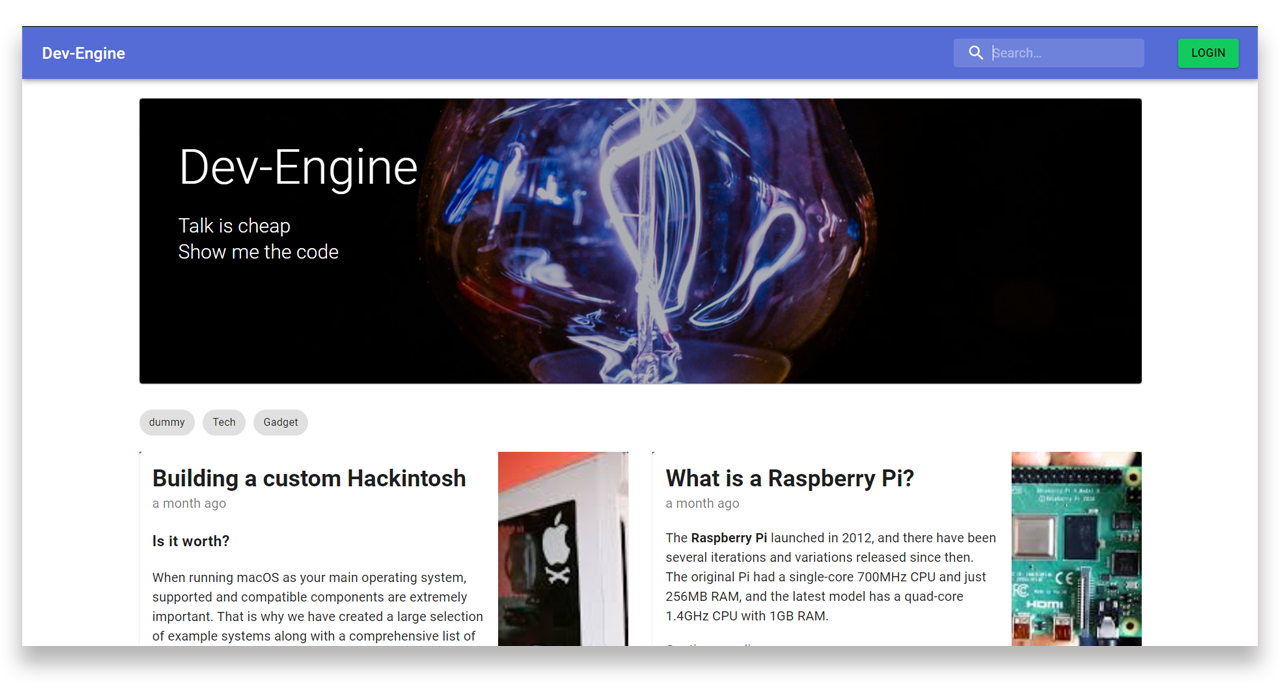 Dev-Engine
Search…
LOGIN
Dev-Engine
Talk is cheap
Show me the code
dummy
Tech
Gadget
Building a custom Hackintosh
a month ago
Is it worth?
When running macOS as your main operating system,
supported and compatible components are extremely
important. That is why we have created a large selection
of example systems along with a comprehensive list of
What is a Raspberry Pi?
a month ago
The Raspberry Pi launched in 2012, and there have been
several iterations and variations released since then.
The original Pi had a single-core 700MHz CPU and just
256MB RAM, and the latest model has a quad-core
1.4GHz CPU with 1GB RAM.
HDMI